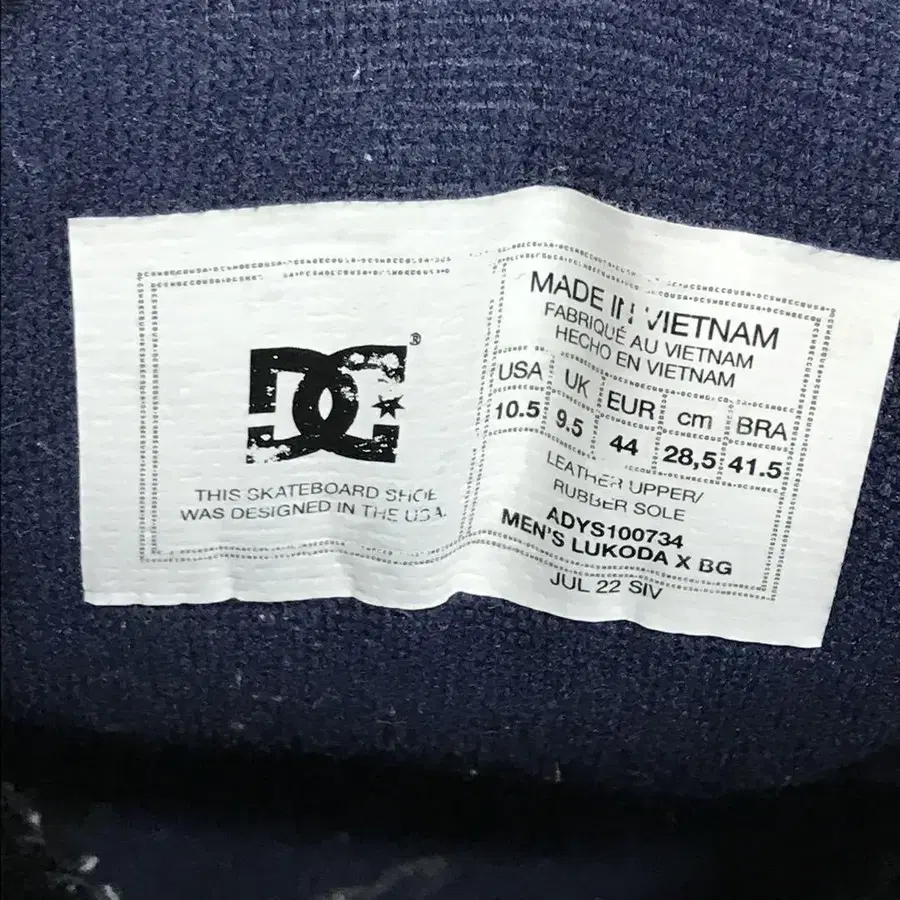 DC®
THIS SKATEBOARD SHOE
WAS DESIGNED IN THE USA.
MADE IN VIETNAM
FABRIQUÉ AU VIETNAM
HECHO EN VIETNAM
USA UK EUR cm BRA
10.5 9.5 44 28,5 41.5
LEATHER UPPER/
RUBBER SOLE
ADYS100734
MEN'S LUKODA X BG
JUL 22 SIV